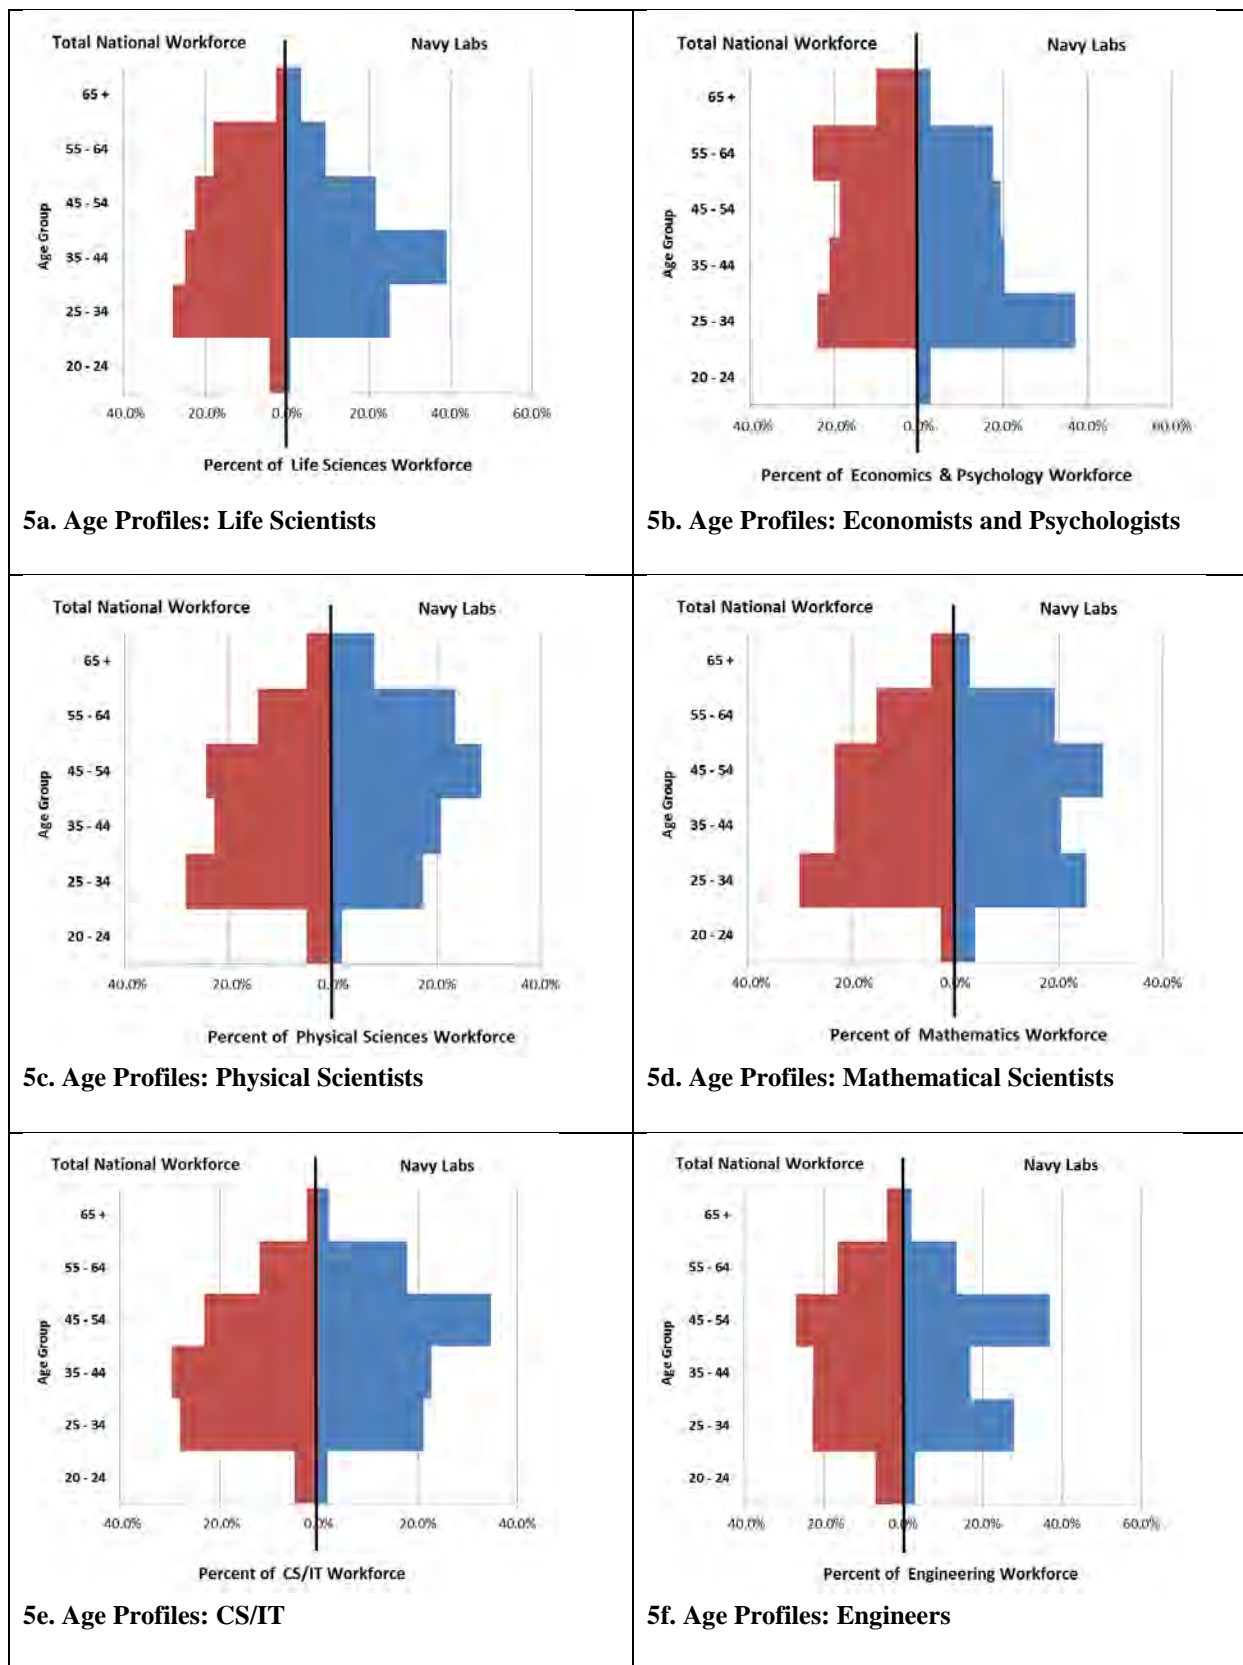 Total National Workforce Navy Labs
65 +
55 - 64
45 - 54
35 - 44
25 - 34
20 - 24
Age Group
40.0% 20.0% 0.0% 20.0% 40.0% 60.0%
Percent of Life Sciences Workforce
5a. Age Profiles: Life Scientists
Total National Workforce Navy Labs
65 +
55 - 64
45 - 54
35 - 44
25 - 34
20 - 24
Age Group
40.0% 20.0% 0.0% 20.0% 40.0% 60.0%
Percent of Economics & Psychology Workforce
5b. Age Profiles: Economists and Psychologists
Total National Workforce Navy Labs
65 +
55 - 64
45 - 54
35 - 44
25 - 34
20 - 24
Age Group
40.0% 20.0% 0.0% 20.0% 40.0%
Percent of Physical Sciences Workforce
5c. Age Profiles: Physical Scientists
Total National Workforce Navy Labs
65 +
55 - 64
45 - 54
35 - 44
25 - 34
20 - 24
Age Group
40.0% 20.0% 0.0% 20.0% 40.0%
Percent of Mathematics Workforce
5d. Age Profiles: Mathematical Scientists
Total National Workforce Navy Labs
65 +
55 - 64
45 - 54
35 - 44
25 - 34
20 - 24
Age Group
40.0% 20.0% 0.0% 20.0% 40.0%
Percent of CS/IT Workforce
5e. Age Profiles: CS/IT
Total National Workforce Navy Labs
65 +
55 - 64
45 - 54
35 - 44
25 - 34
20 - 24
Age Group
40.0% 20.0% 0.0% 20.0% 40.0% 60.0%
Percent of Engineering Workforce
5f. Age Profiles: Engineers